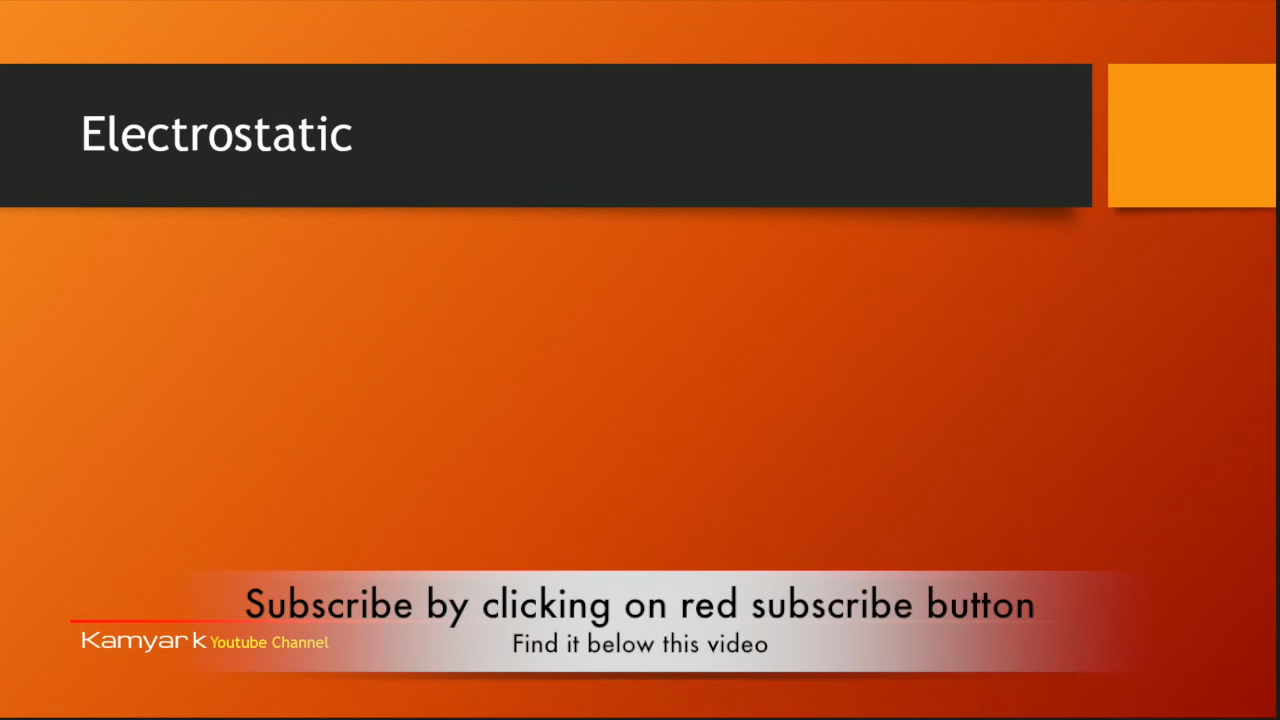 Electrostatic
Subscribe by clicking on red subscribe button
Kamyar k Youtube Channel
Find it below this video